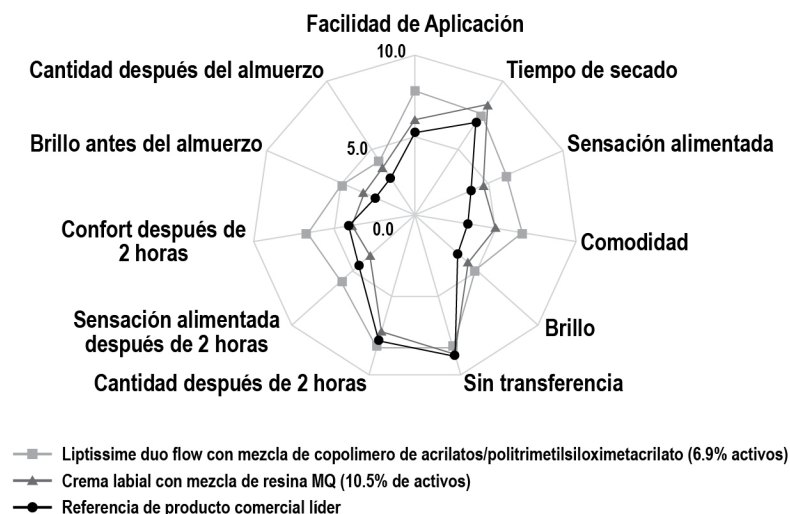 Facilidad de Aplicación
10.0
Cantidad después del almuerzo
Tiempo de secado
Brillo antes del almuerzo
5.0
Sensación alimentada
Confort después de
2 horas
0.0
Comodidad
Sensación alimentada
después de 2 horas
Brillo
Cantidad después de 2 horas
Sin transferencia
Liptissime duo flow con mezcla de copolimero de acrilatos/politrimetilsiloximetacrilato (6.9% activos)
Crema labial con mezcla de resina MQ (10.5% de activos)
Referencia de producto comercial líder